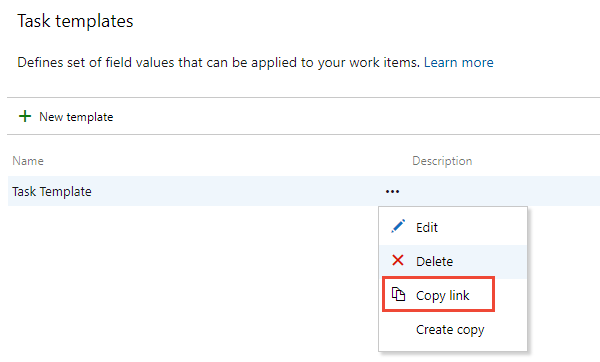 Task templates
Defines set of field values that can be applied to your work items. Learn more
New template
Name Description
Task Template ...
Edit
Delete
Copy link
Create copy